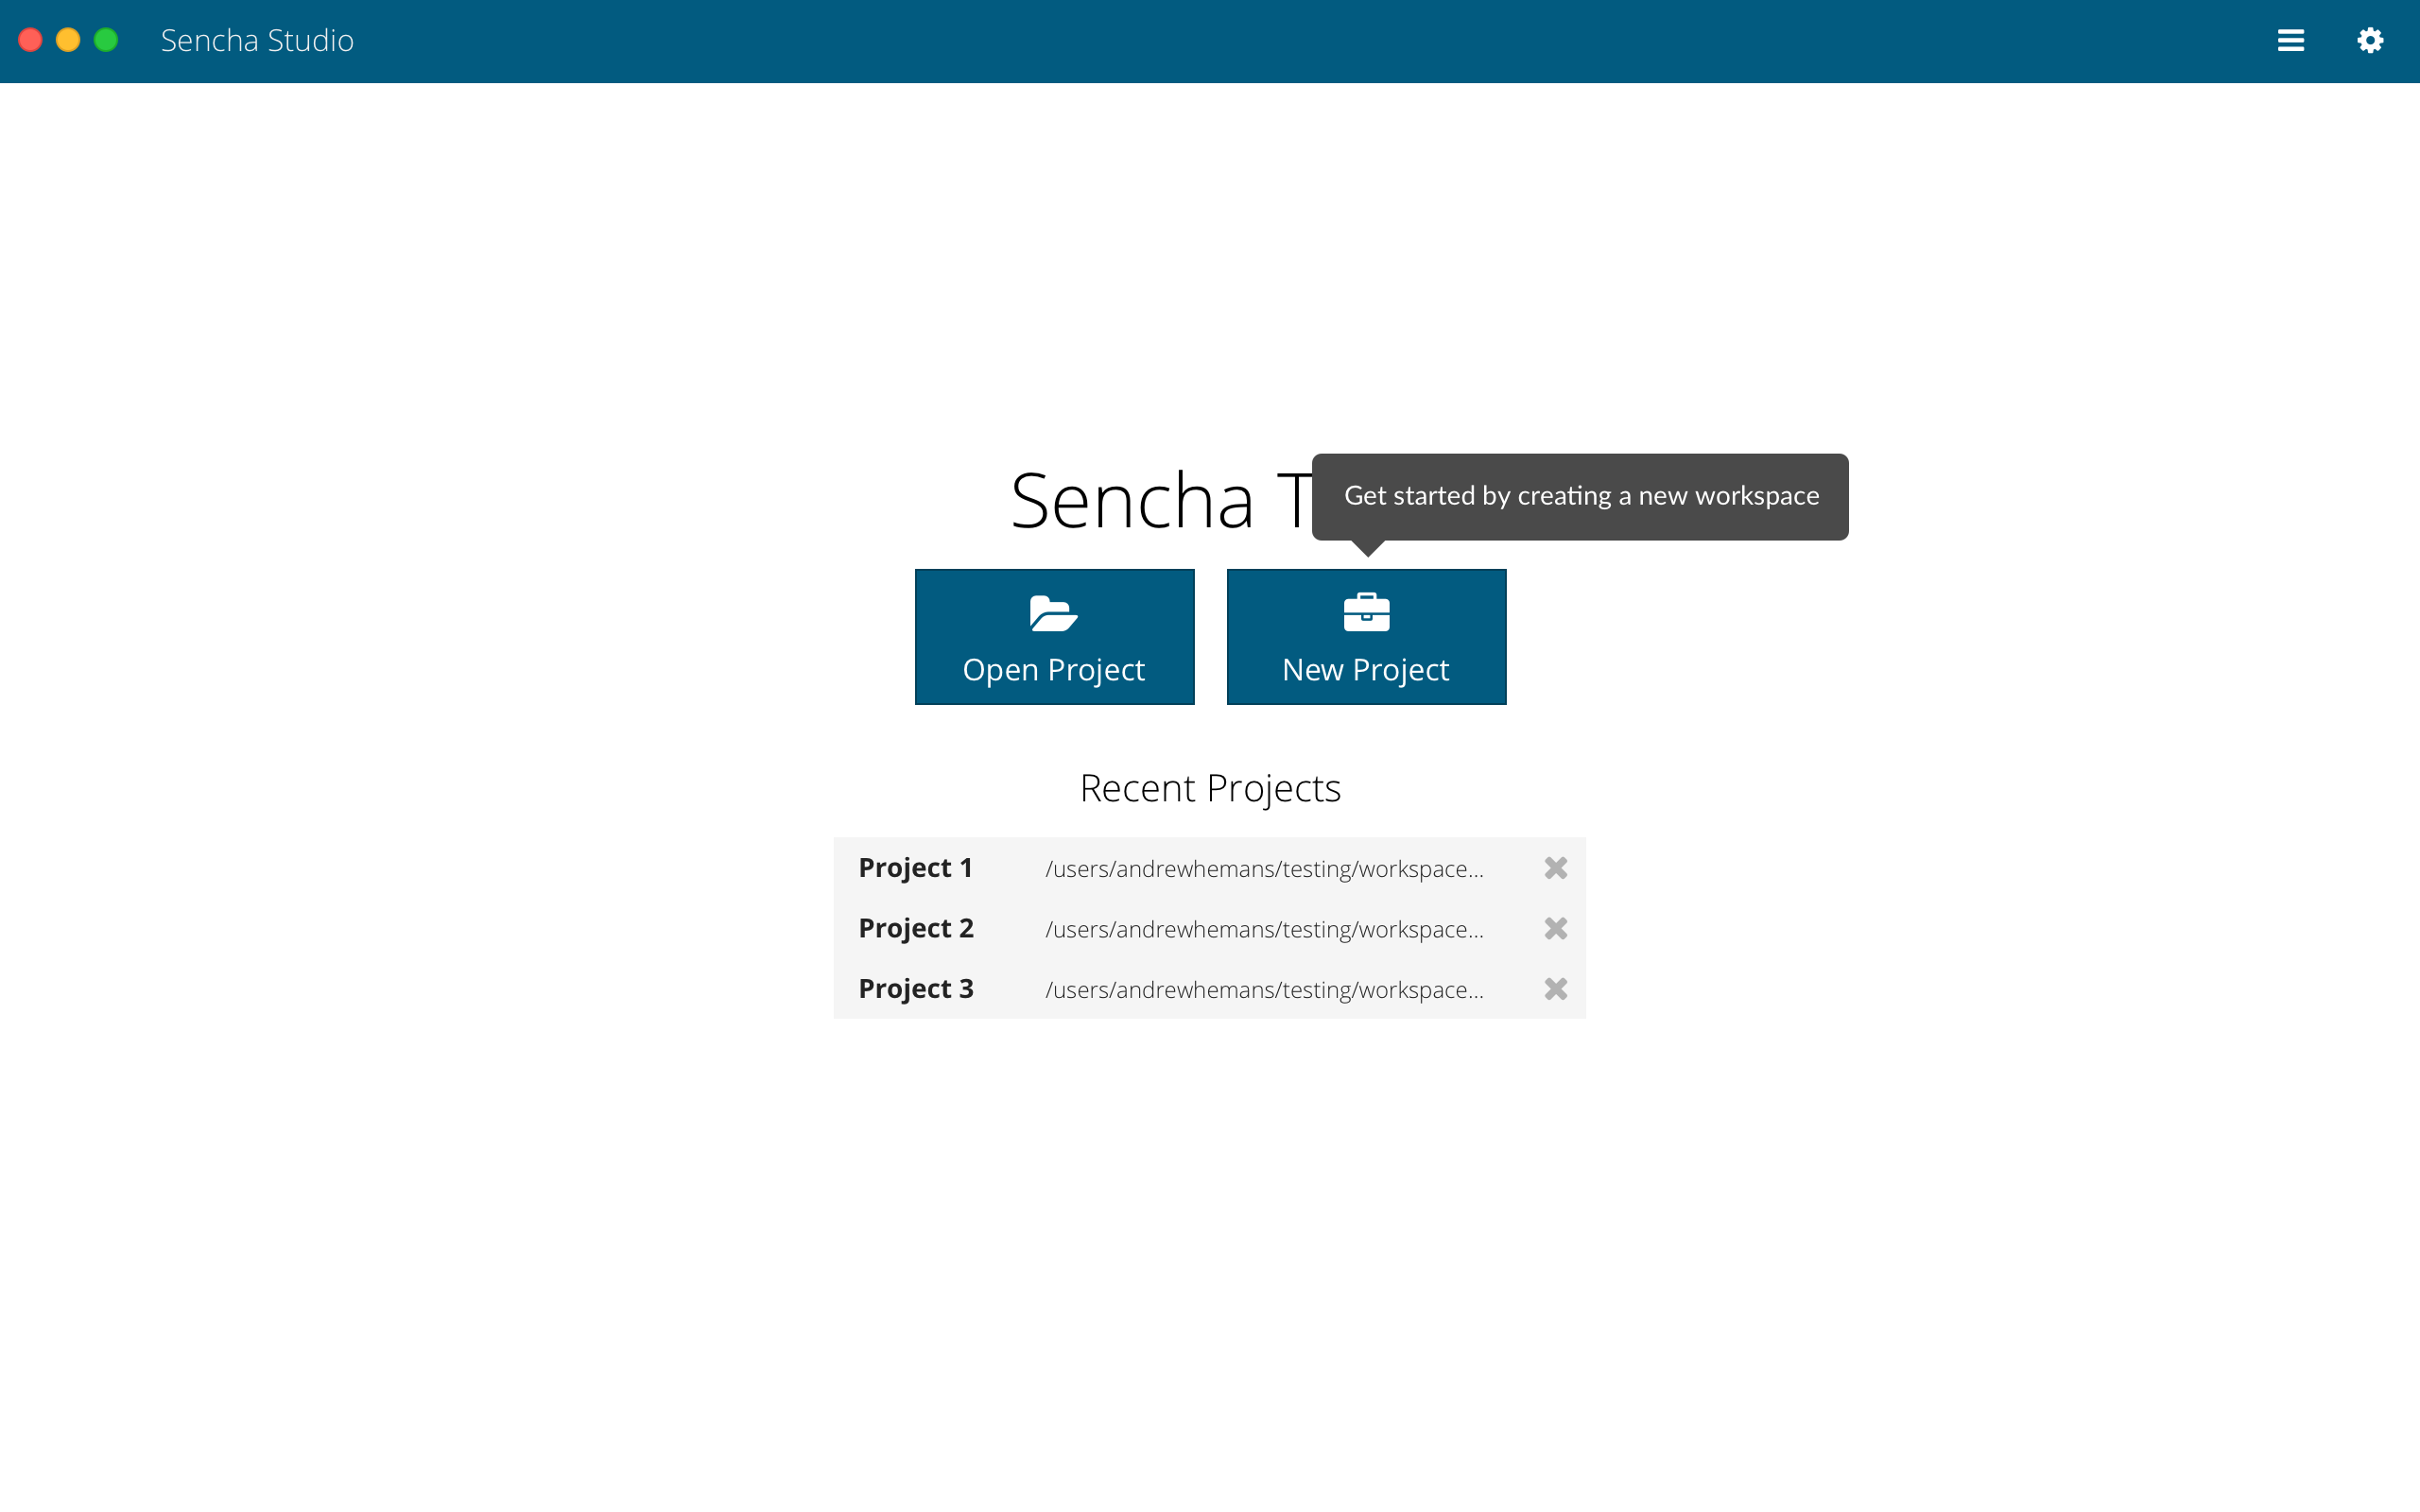 Sencha Studio
Sencha T
Get started by creating a new workspace
Open Project
New Project
Recent Projects
Project 1 /users/andrewhemans/testing/workspace...
Project 2 /users/andrewhemans/testing/workspace...
Project 3 /users/andrewhemans/testing/workspace...